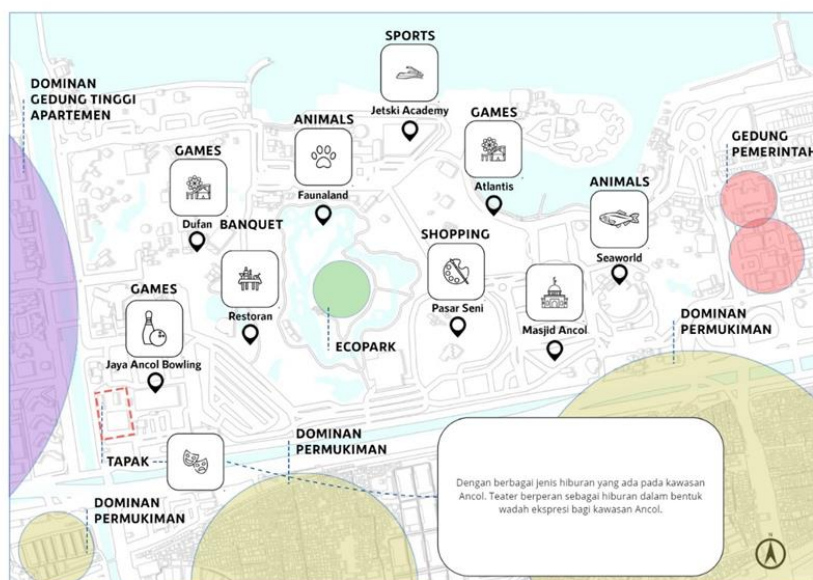 SPORTS
Jetski Academy
DOMINAN
GEDUNG TINGGI
APARTEMEN
ANIMALS
Faunaland
GAMES
Atlantis
GEDUNG
PEMERINTAH
GAMES
Dufan
ANIMALS
Seaworld
BANQUET
Restoran
SHOPPING
Pasar Seni
Masjid Ancol
GAMES
Jaya Ancol Bowling
ECOPARK
DOMINAN
PERMUKIMAN
TAPAK
DOMINAN
PERMUKIMAN
DOMINAN
PERMUKIMAN
Dengan berbagai jenis hiburan yang ada pada kawasan
Ancol. Teater berperan sebagai hiburan dalam bentuk
wadah ekspresi bagi kawasan Ancol.